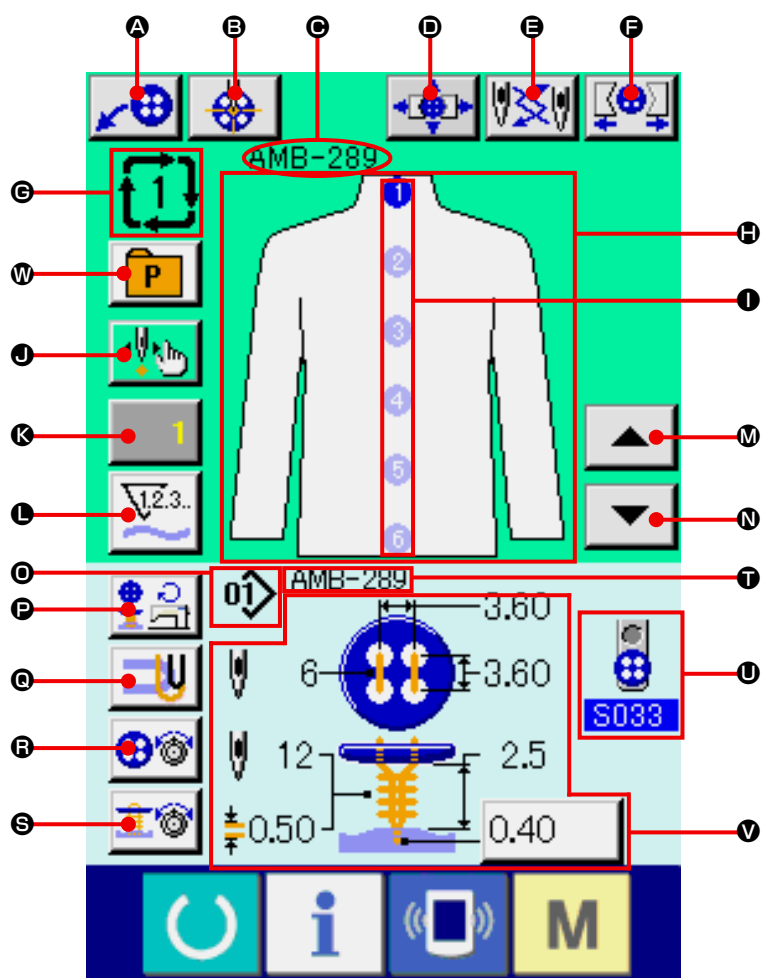 A B C D E F
AMB-289
G 1 1 H
W P 2 I
J 3
K 1 4 M
L 1.2.3.. 5 N
6
O 01 AMB-289 T
P 3.60
Q 6 3.60 U
S033
R 12 2.5
S 0.50 0.40 V
i M